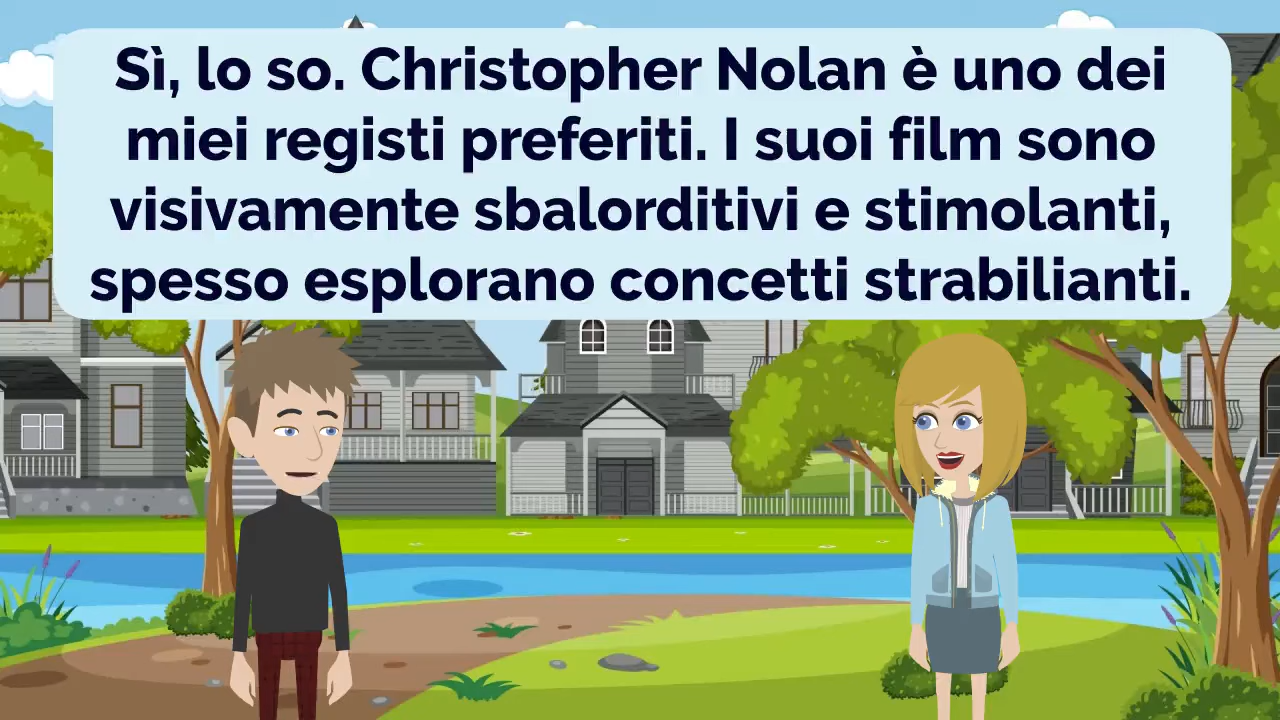 Sì, lo so. Christopher Nolan è uno dei
miei registi preferiti. I suoi film sono
visivamente sbalorditivi e stimolanti,
spesso esplorano concetti strabilianti.